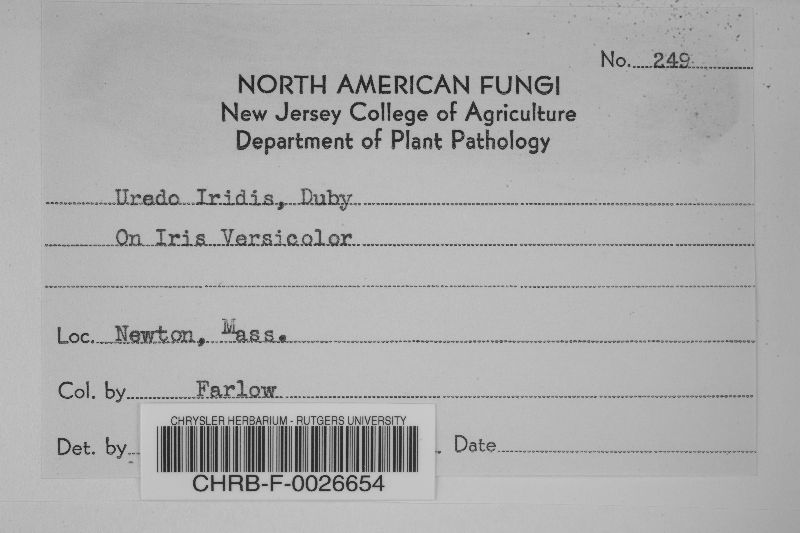 No. 249
NORTH AMERICAN FUNGI
New Jersey College of Agriculture
Department of Plant Pathology
Uredo Iridis, Duby
On Iris Versicolor
Loc. Newton, Mass.
Col. by Farlow
Det. by Date
CHRYSLER HERBARIUM - RUTGERS UNIVERSITY
CHRB-F-0026654